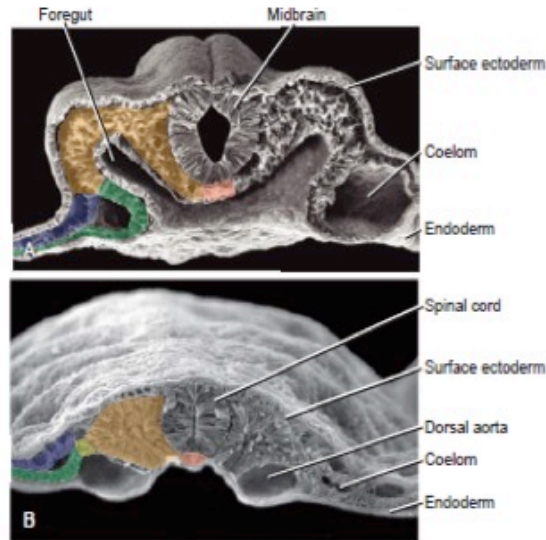 Foregut
Midbrain
Surface ectoderm
Coelom
Endoderm
A
Spinal cord
Surface ectoderm
Dorsal aorta
Coelom
Endoderm
B